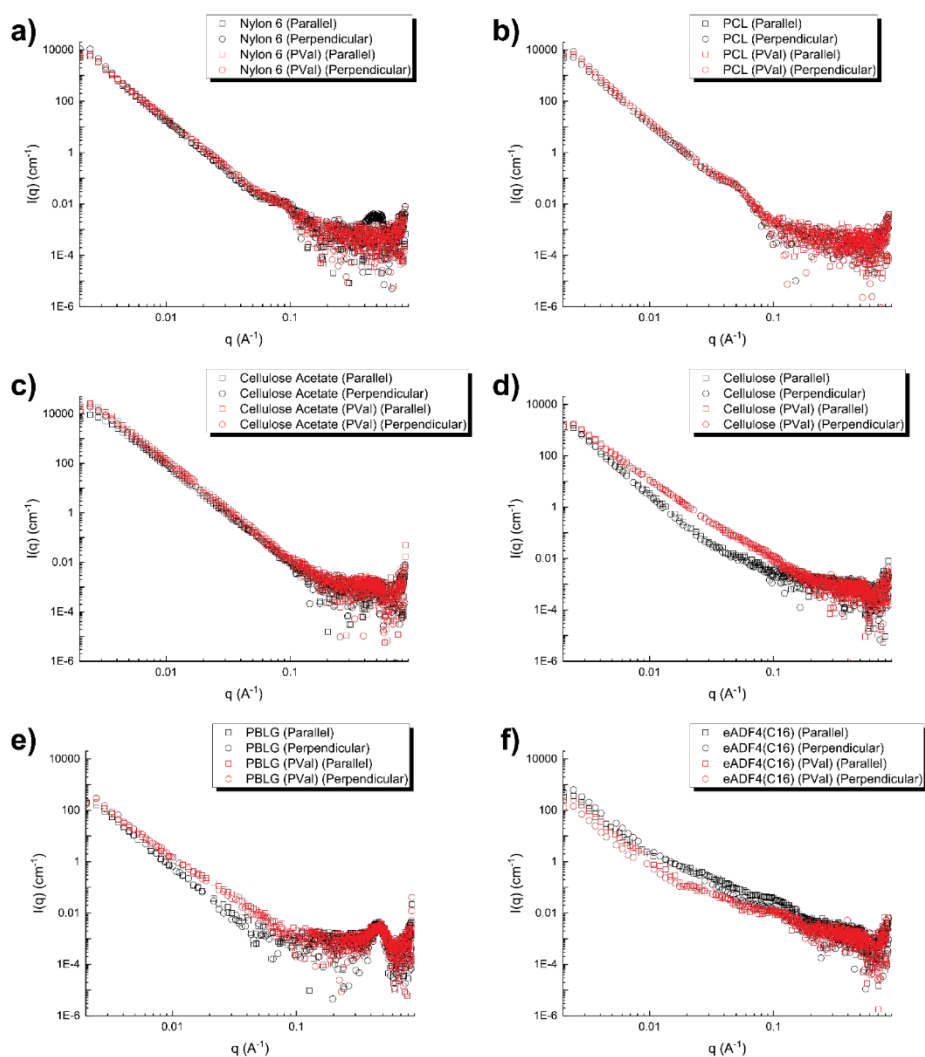 a)
Nylon 6 (Parallel)
Nylon 6 (Perpendicular)
Nylon 6 (PVal) (Parallel)
Nylon 6 (PVal) (Perpendicular)
10000
100
1
0.01
1E-4
1E-6
I(q) (cm⁻¹)
0.01
0.1
q (A⁻¹)
b)
PCL (Parallel)
PCL (Perpendicular)
PCL (PVal) (Parallel)
PCL (PVal) (Perpendicular)
10000
100
1
0.01
1E-4
1E-6
I(q) (cm⁻¹)
0.01
0.1
q (A⁻¹)
c)
Cellulose Acetate (Parallel)
Cellulose Acetate (Perpendicular)
Cellulose Acetate (PVal) (Parallel)
Cellulose Acetate (PVal) (Perpendicular)
10000
100
1
0.01
1E-4
1E-6
I(q) (cm⁻¹)
0.01
0.1
q (A⁻¹)
d)
Cellulose (Parallel)
Cellulose (Perpendicular)
Cellulose (PVal) (Parallel)
Cellulose (PVal) (Perpendicular)
10000
100
1
0.01
1E-4
1E-6
I(q) (cm⁻¹)
0.01
0.1
q (A⁻¹)
e)
PBLG (Parallel)
PBLG (Perpendicular)
PBLG (PVal) (Parallel)
PBLG (PVal) (Perpendicular)
10000
100
1
0.01
1E-4
1E-6
I(q) (cm⁻¹)
0.01
0.1
q (A⁻¹)
f)
eADF4(C16) (Parallel)
eADF4(C16) (Perpendicular)
eADF4(C16) (PVal) (Parallel)
eADF4(C16) (PVal) (Perpendicular)
10000
100
1
0.01
1E-4
1E-6
I(q) (cm⁻¹)
0.01
0.1
q (A⁻¹)